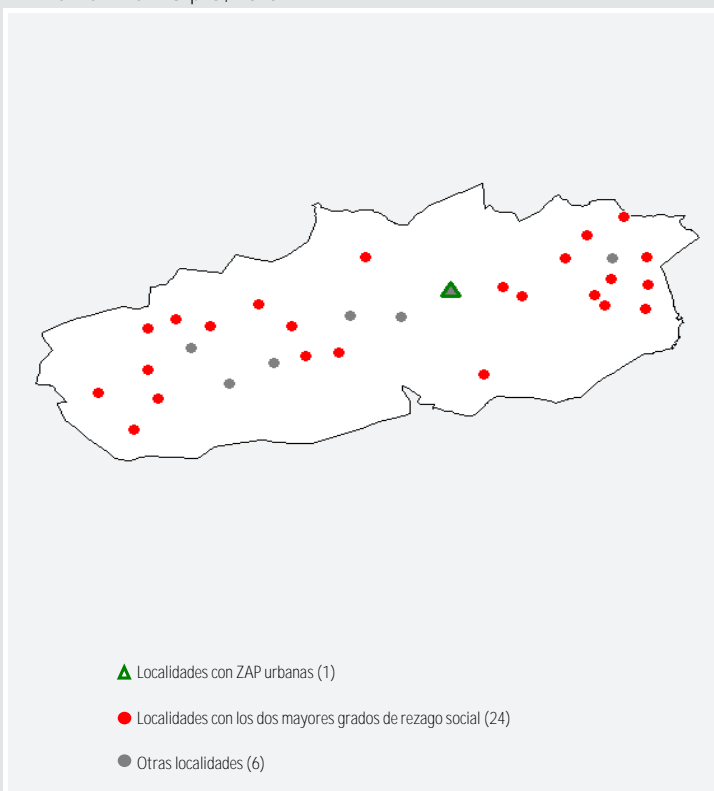 Localidades con ZAP urbanas (1)
Localidades con los dos mayores grados de rezago social (24)
Otras localidades (6)